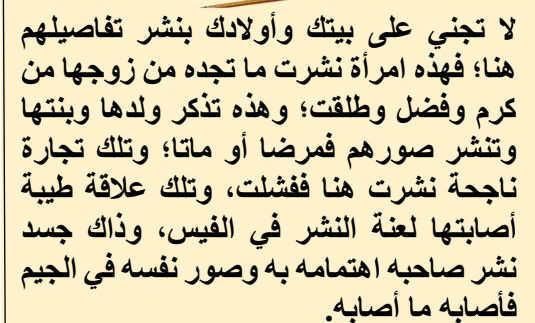 لا تجني على بيتك وأولادك بنشر تفاصيلهم
هنا؛ فهذه امرأة نشرت ما تجده من زوجها من
كرم وفضل وطلقت؛ وهذه تذكر ولدها وبنتها
وتنشر صورهم فمرضا أو ماتا؛ وتلك تجارة
ناجحة نشرت هنا ففشلت، وتلك علاقة طيبة
أصابتها لعنة النشر في الفيس، وذاك جسد
نشر صاحبه اهتمامه به وصور نفسه في الجيم
فأصابه ما أصابه.